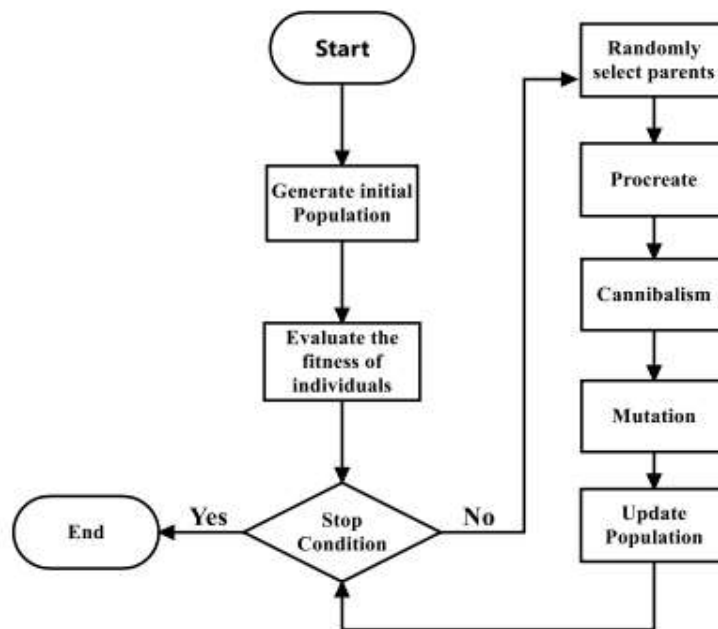 Start
Generate initial
Population
Evaluate the
fitness of
individuals
Stop
Condition
Yes
End
No
Randomly
select parents
Procreate
Cannibalism
Mutation
Update
Population